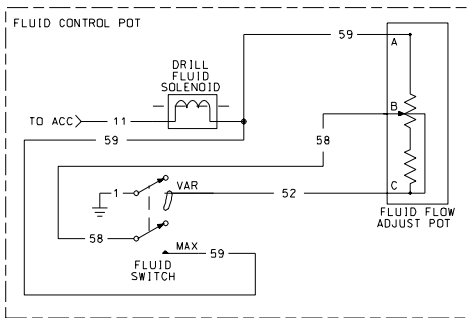 FLUID CONTROL POT
59
A
DRILL
FLUID
SOLENOID
B
TO ACC
11
59
58
1
VAR
52
C
FLUID FLOW
ADJUST POT
58
MAX
59
FLUID
SWITCH